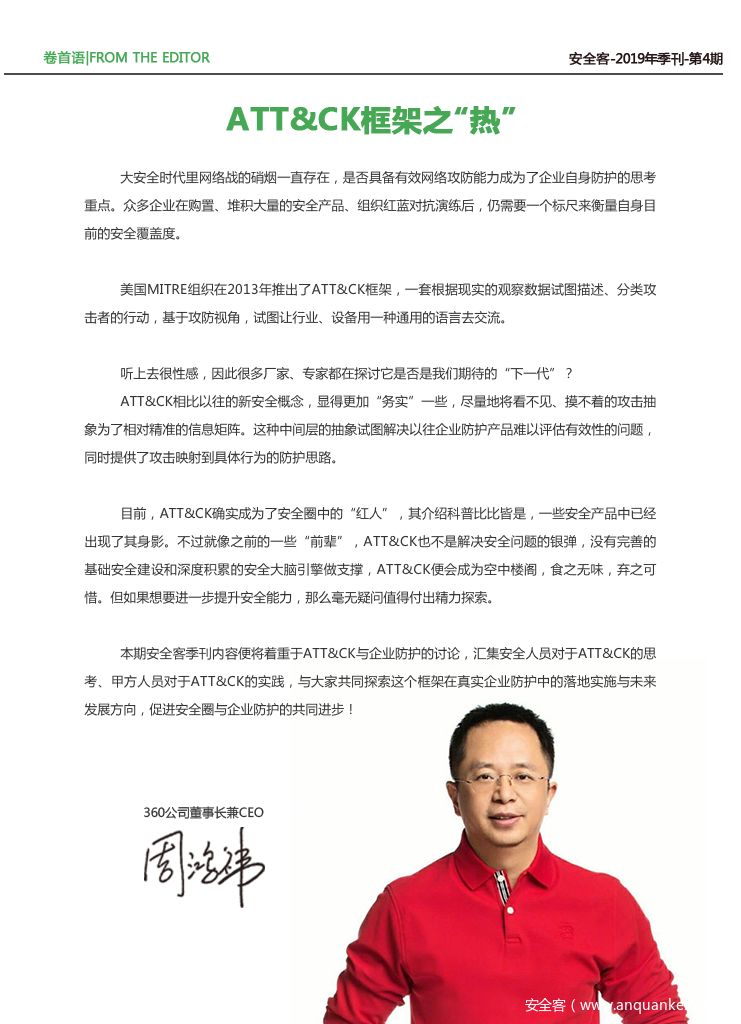 卷首语|FROM THE EDITOR
安全客-2019年季刊-第4期
ATT&CK框架之“热”
大安全时代里网络战的硝烟一直存在，是否具备有效网络攻防能力成为了企业自身防护的思考
重点。众多企业在购置、堆积大量的安全产品、组织红蓝对抗演练后，仍需要一个标尺来衡量自身目
前的安全覆盖度。
美国MITRE组织在2013年推出了ATT&CK框架，一套根据现实的观察数据试图描述、分类攻
击者的行动，基于攻防视角，试图让行业、设备用一种通用的语言去交流。
听上去很性感，因此很多厂家、专家都在探讨它是否是我们期待的“下一代”？
ATT&CK相比以往的新安全概念，显得更加“务实”一些，尽量地将看不见、摸不着的攻击抽
象为了相对精准的信息矩阵。这种中间层的抽象试图解决以往企业防护产品难以评估有效性的问题，
同时提供了攻击映射到具体行为的防护思路。
目前，ATT&CK确实成为了安全圈中的“红人”，其介绍科普比比皆是，一些安全产品中已经
出现了其身影。不过就像之前的一些“前辈”，ATT&CK也不是解决安全问题的银弹，没有完善的
基础安全建设和深度积累的安全大脑引擎做支撑，ATT&CK便会成为空中楼阁，食之无味，弃之可
惜。但如果想要进一步提升安全能力，那么毫无疑问值得付出精力探索。
本期安全客季刊内容便将着重于ATT&CK与企业防护的讨论，汇集安全人员对于ATT&CK的思
考、甲方人员对于ATT&CK的实践，与大家共同探索这个框架在真实企业防护中的落地实施与未来
发展方向，促进安全圈与企业防护的共同进步！
360公司董事长兼CEO
周鸿祎
安全客（www.anquanke.